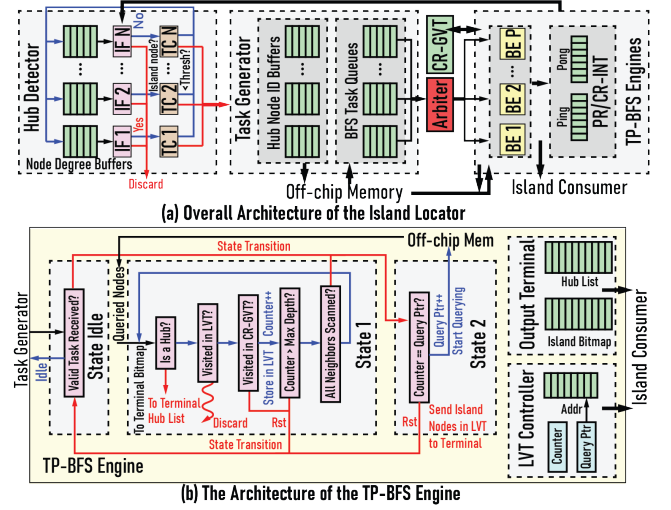 Hub Detector
Node Degree Buffers
IF N
IF 2
IF 1
No
Yes
Island node?
TC N
TC 2
TC 1
<Thresh?
Discard
Task Generator
Hub Node ID Buffers
BFS Task Queues
Off-chip Memory
Arbiter
CR-GVT
BE P
BE 2
BE 1
Pong
Ping
PR/CR-INT
TP-BFS Engines
Island Consumer
(a) Overall Architecture of the Island Locator
Task Generator
Idle
Valid Task Received?
State Idle
State Transition
Queried Nodes
To Terminal Bitmap
Is a Hub?
To Terminal
Hub List
Visited in LVT?
Discard
Visited in CR-GVT?
Counter++
Store in LVT
Counter > Max Depth?
Rst
All Neighbors Scanned?
State 1
State Transition
Off-chip Mem
Counter == Query Ptr?
Query Ptr++
Start Querying
State 2
Rst
Send Island
Nodes in LVT
to Terminal
TP-BFS Engine
Output Terminal
Hub List
Island Bitmap
LVT Controller
Addr
Counter
Query Ptr
Island Consumer
(b) The Architecture of the TP-BFS Engine